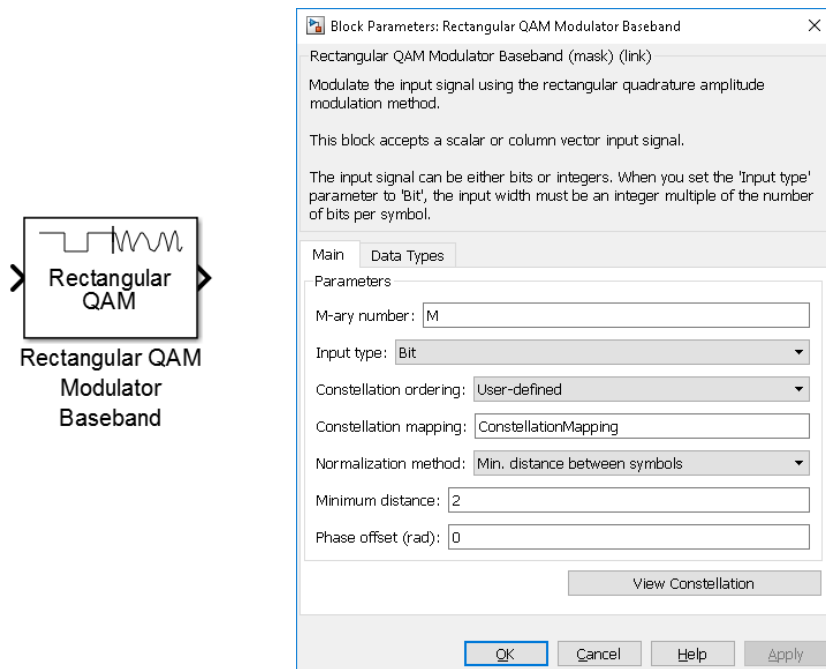 Rectangular
QAM
Rectangular QAM
Modulator
Baseband
Block Parameters: Rectangular QAM Modulator Baseband
Rectangular QAM Modulator Baseband (mask) (link)
Modulate the input signal using the rectangular quadrature amplitude
modulation method.
This block accepts a scalar or column vector input signal.
The input signal can be either bits or integers. When you set the 'Input type'
parameter to 'Bit', the input width must be an integer multiple of the number
of bits per symbol.
Main Data Types
Parameters
M-ary number: M
Input type: Bit
Constellation ordering: User-defined
Constellation mapping: ConstellationMapping
Normalization method: Min. distance between symbols
Minimum distance: 2
Phase offset (rad): 0
View Constellation
OK Cancel Help Apply